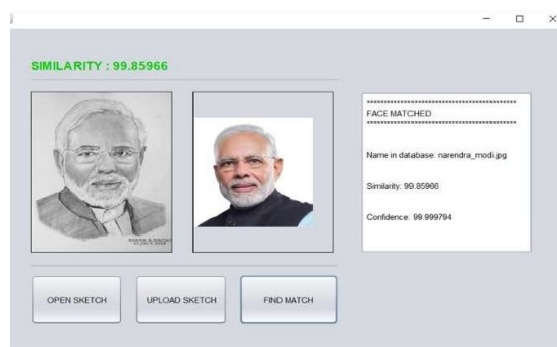 SIMILARITY : 99.85966
********************************************
FACE MATCHED
********************************************
Name in database: narendra_modi.jpg
Similarity: 99.85966
Confidence: 99.999794
OPEN SKETCH
UPLOAD SKETCH
FIND MATCH